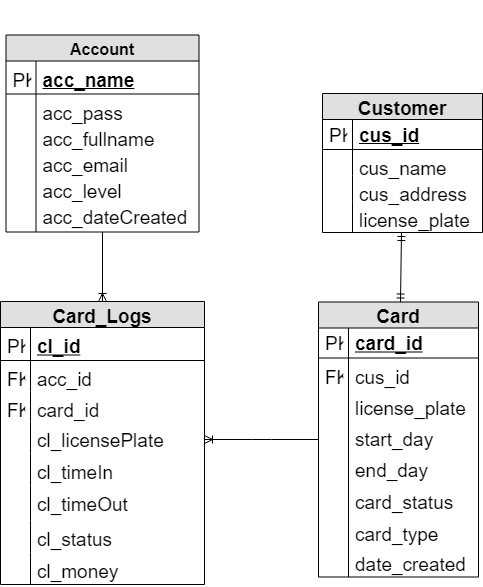 Account
PK acc_name
acc_pass
acc_fullname
acc_email
acc_level
acc_dateCreated
Customer
PK cus_id
cus_name
cus_address
license_plate
Card_Logs
PK cl_id
FK acc_id
FK card_id
cl_licensePlate
cl_timeIn
cl_timeOut
cl_status
cl_money
Card
PK card_id
FK cus_id
license_plate
start_day
end_day
card_status
card_type
date_created